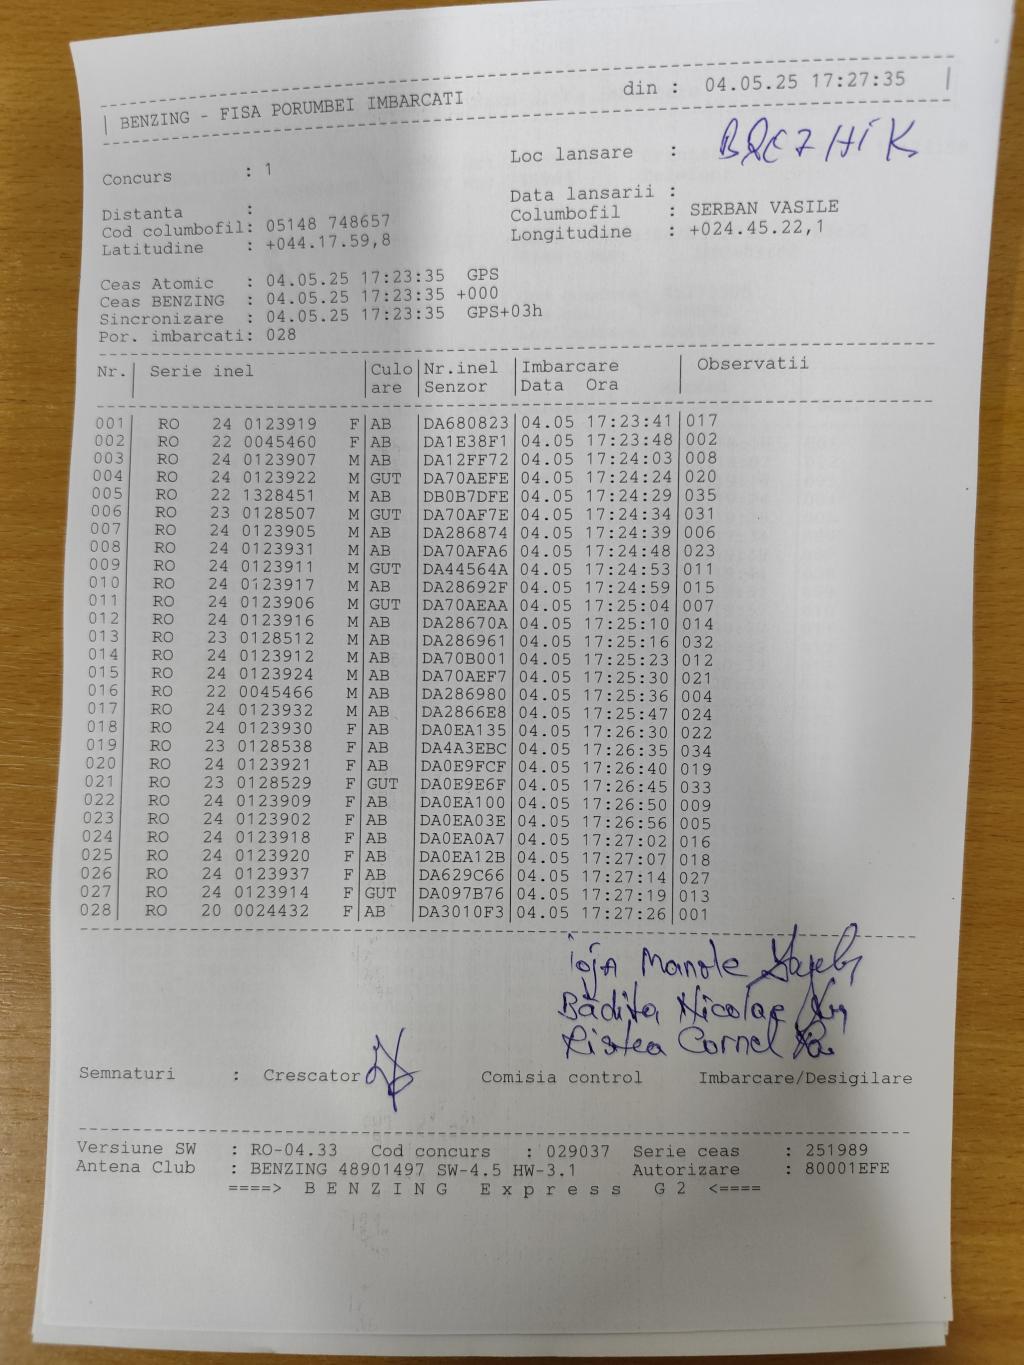 | BENZING - FISA PORUMBEI IMBARCATI din : 04.05.25 17:27:35 |
Loc lansare :
Concurs : 1
Distanta : Data lansarii :
Cod columbofil: 05148 748657 Columbofil : SERBAN VASILE
Latitudine : +044.17.59,8 Longitudine : +024.45.22,1
Ceas Atomic : 04.05.25 17:23:35 GPS
Ceas BENZING : 04.05.25 17:23:35 +000
Sincronizare : 04.05.25 17:23:35 GPS+03h
Por. imbarcati: 028
Nr. | Serie inel | Culo | Nr.inel | Imbarcare | Observatii
are | Senzor | Data Ora
001 RO 24 0123919 F AB DA680823 04.05 17:23:41 017
002 RO 22 0045460 F AB DA1E38F1 04.05 17:23:48 002
003 RO 24 0123907 M AB DA12FF72 04.05 17:24:03 008
004 RO 24 0123922 M GUT DA70AEFE 04.05 17:24:24 020
005 RO 22 1328451 M AB DB0B7DFE 04.05 17:24:29 035
006 RO 23 0128507 M GUT DA70AF7E 04.05 17:24:34 031
007 RO 24 0123905 M AB DA286874 04.05 17:24:39 006
008 RO 24 0123931 M AB DA70AFA6 04.05 17:24:48 023
009 RO 24 0123911 M GUT DA44564A 04.05 17:24:53 011
010 RO 24 0123917 M AB DA28692F 04.05 17:24:59 015
011 RO 24 0123906 M GUT DA70AEAA 04.05 17:25:04 007
012 RO 24 0123916 M AB DA28670A 04.05 17:25:10 014
013 RO 23 0128512 M AB DA286961 04.05 17:25:16 032
014 RO 24 0123912 M AB DA70B001 04.05 17:25:23 012
015 RO 24 0123924 M AB DA70AEF7 04.05 17:25:30 021
016 RO 22 0045466 M AB DA286980 04.05 17:25:36 004
017 RO 24 0123932 M AB DA2866E8 04.05 17:25:47 024
018 RO 24 0123930 F AB DA0EA135 04.05 17:26:30 022
019 RO 23 0128538 F AB DA4A3EBC 04.05 17:26:35 034
020 RO 24 0123921 F AB DA0E9FCF 04.05 17:26:40 019
021 RO 23 0128529 F GUT DA0E9E6F 04.05 17:26:45 033
022 RO 24 0123909 F AB DA0EA100 04.05 17:26:50 009
023 RO 24 0123902 F AB DA0EA03E 04.05 17:26:56 005
024 RO 24 0123918 F AB DA0EA0A7 04.05 17:27:02 016
025 RO 24 0123920 F AB DA0EA12B 04.05 17:27:07 018
026 RO 24 0123937 F AB DA629C66 04.05 17:27:14 027
027 RO 24 0123914 F GUT DA097B76 04.05 17:27:19 013
028 RO 20 0024432 F AB DA3010F3 04.05 17:27:26 001
Manole
Bădița Nicolae
Cornel
Semnaturi : Crescator Comisia control Imbarcare/Desigilare
Versiune SW : RO-04.33 Cod concurs : 029037 Serie ceas : 251989
Antena Club : BENZING 48901497 SW-4.5 HW-3.1 Autorizare : 80001EFE
====> B E N Z I N G E x p r e s s G 2 <====